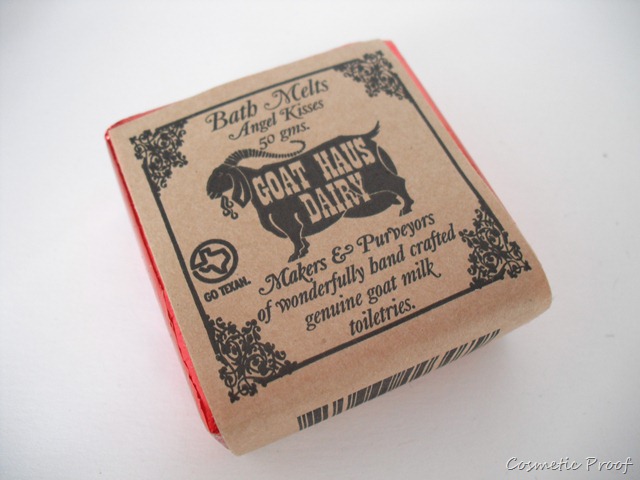 Bath Melts
Angel Kisses
50 gms.
GOAT HAUS
DAIRY
GO TEXAN.
Makers & Purveyors
of wonderfully hand crafted
genuine goat milk
toiletries.
Cosmetic Proof